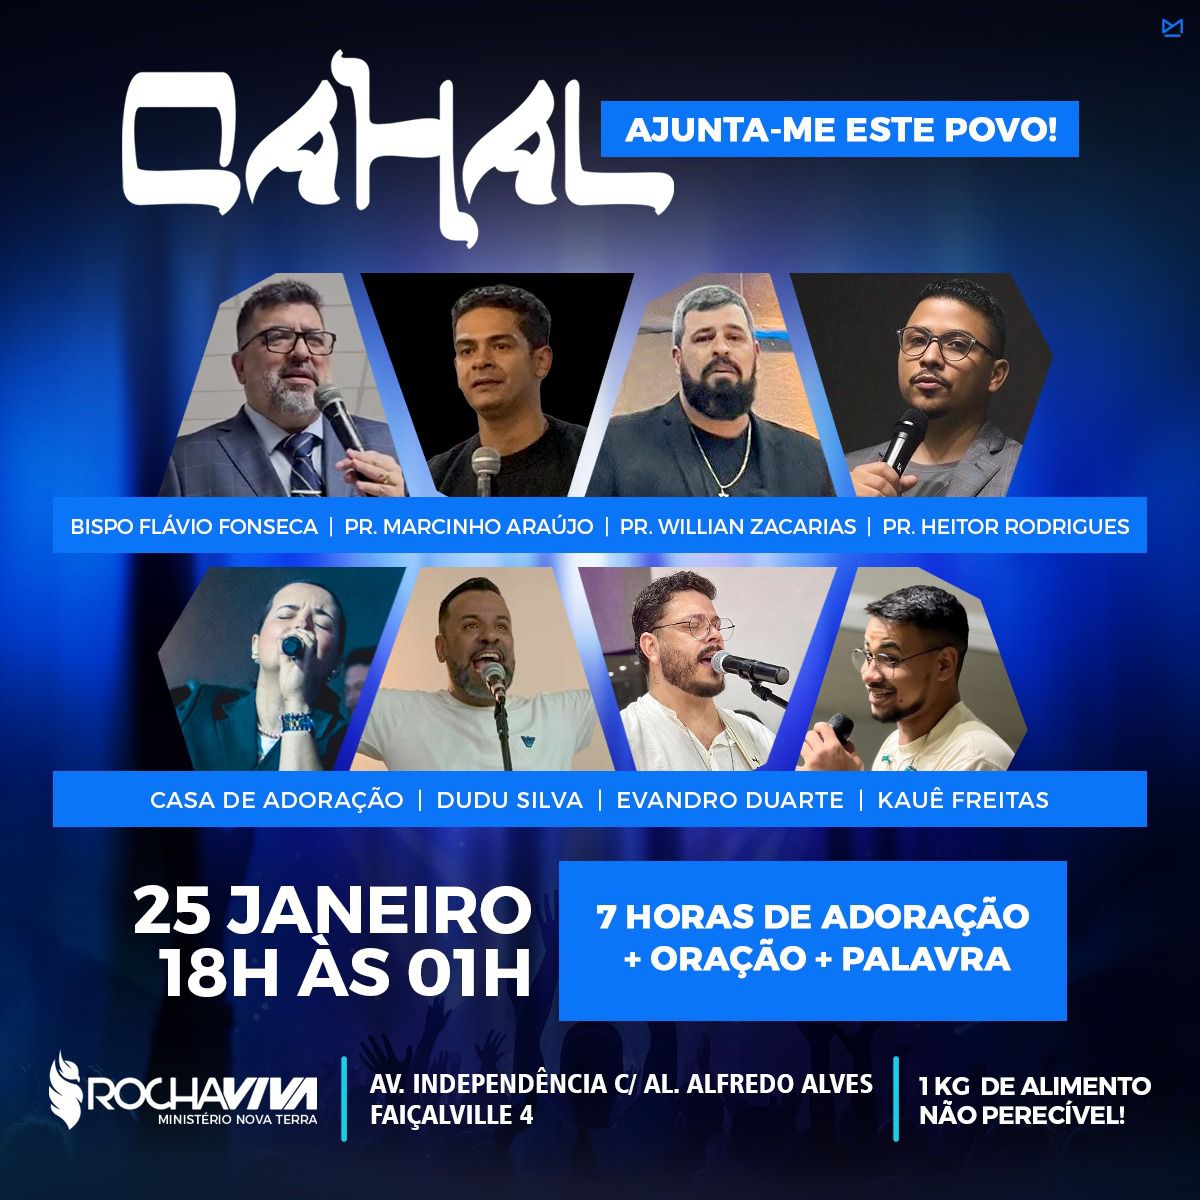 QAHAL
AJUNTA-ME ESTE POVO!
BISPO FLÁVIO FONSECA | PR. MARCINHO ARAÚJO | PR. WILLIAN ZACARIAS | PR. HEITOR RODRIGUES
CASA DE ADORAÇÃO | DUDU SILVA | EVANDRO DUARTE | KAUÊ FREITAS
25 JANEIRO
18H ÀS 01H
7 HORAS DE ADORAÇÃO
+ ORAÇÃO + PALAVRA
ROCHAVIVA
MINISTÉRIO NOVA TERRA
AV. INDEPENDÊNCIA C/ AL. ALFREDO ALVES
FAIÇALVILLE 4
1 KG DE ALIMENTO
NÃO PERECÍVEL!